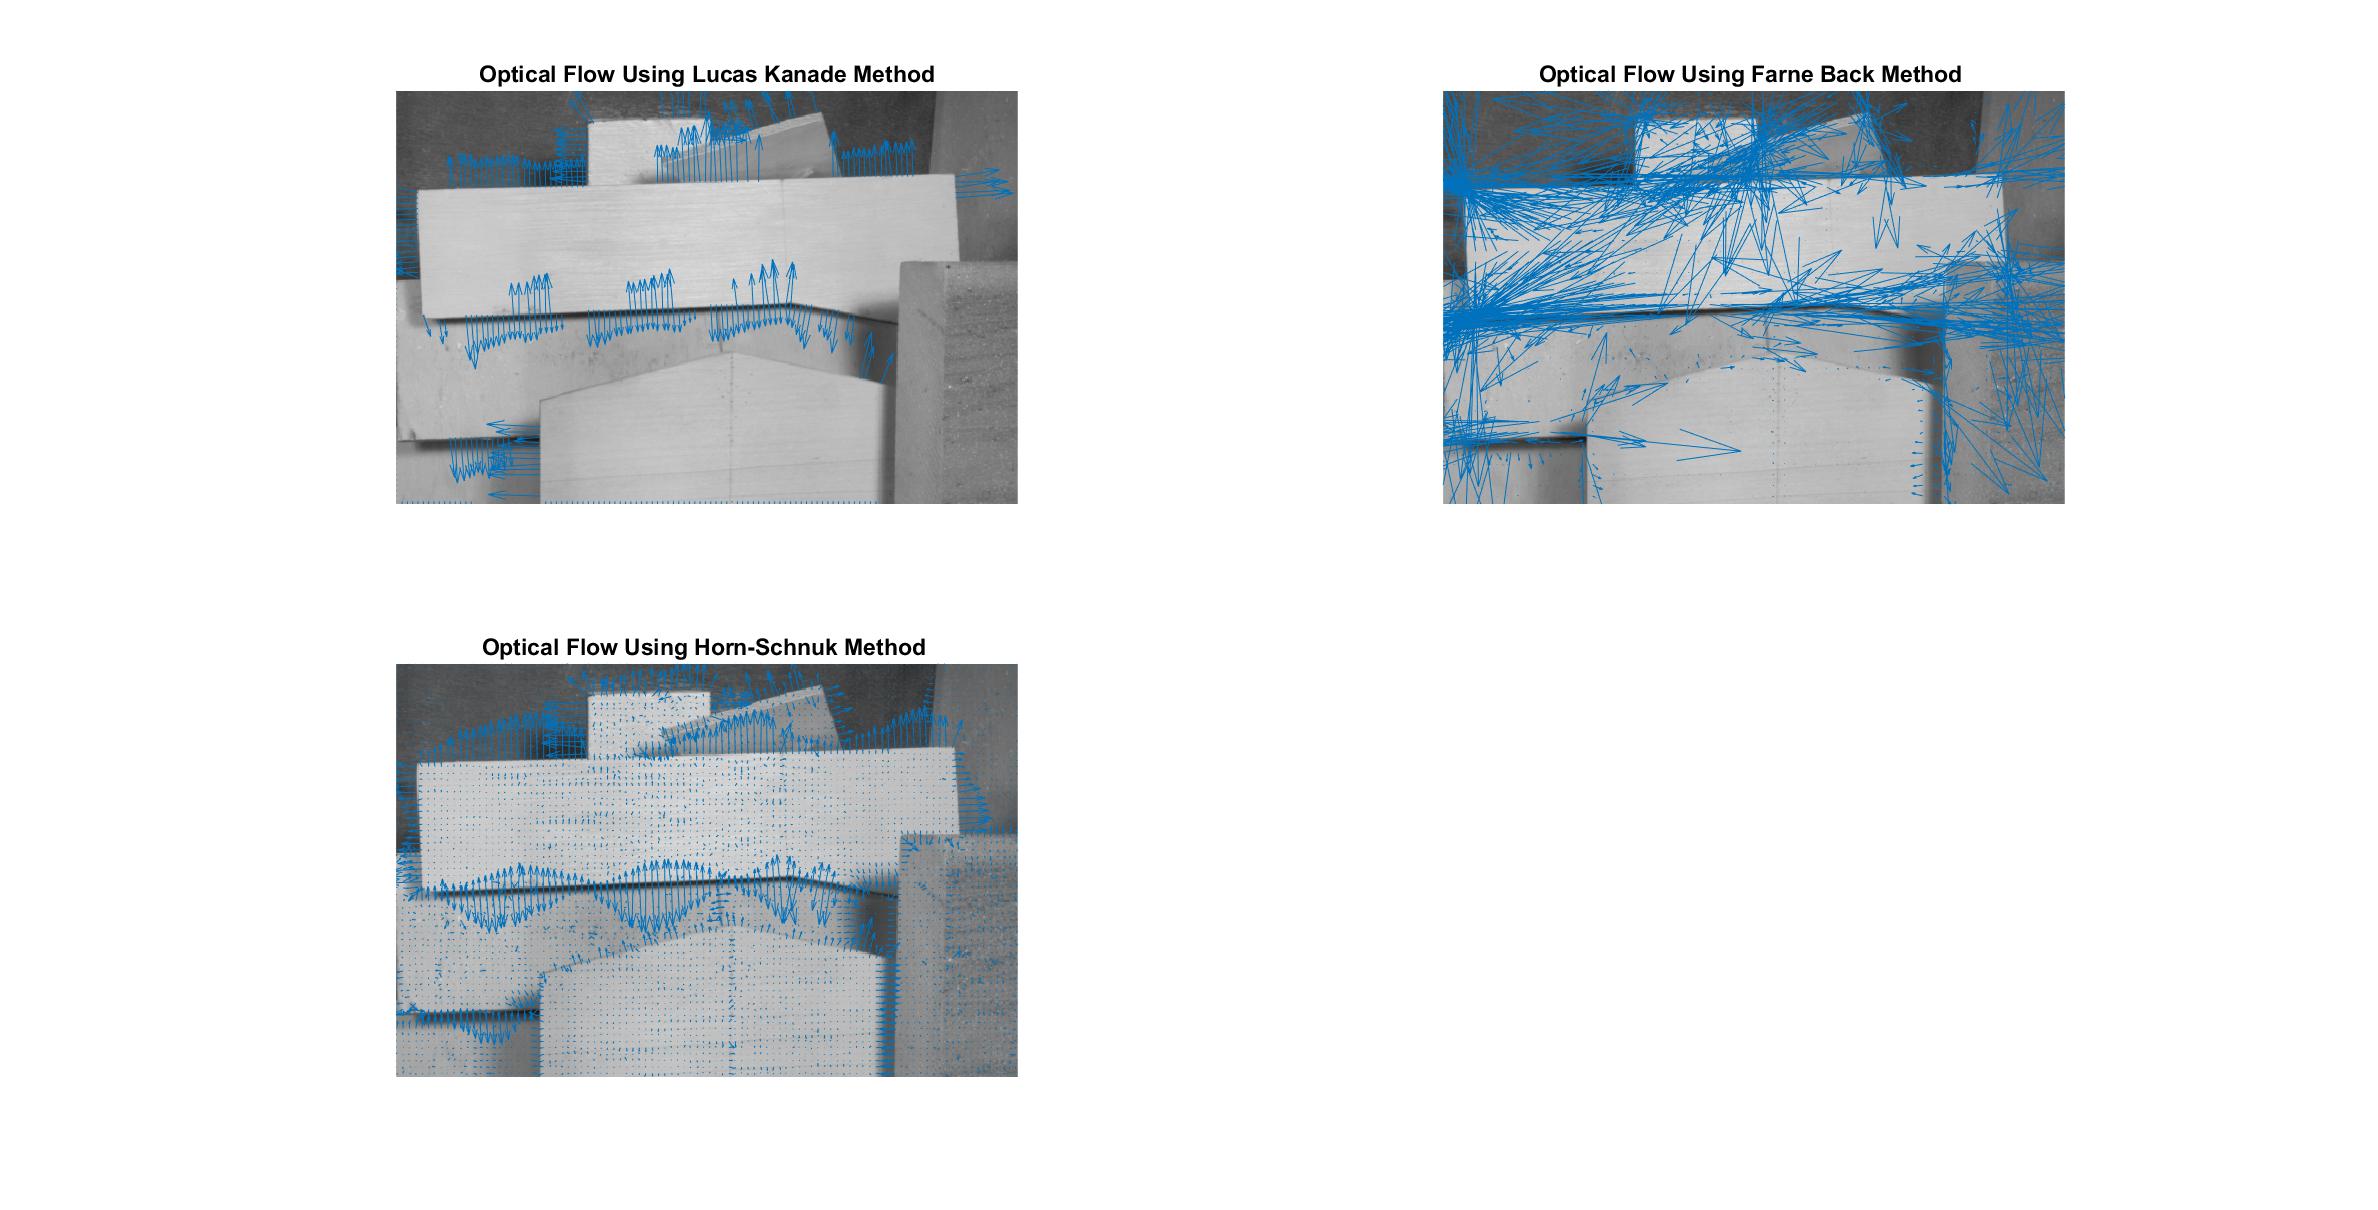 Optical Flow Using Lucas Kanade Method
Optical Flow Using Farne Back Method
Optical Flow Using Horn-Schnuk Method